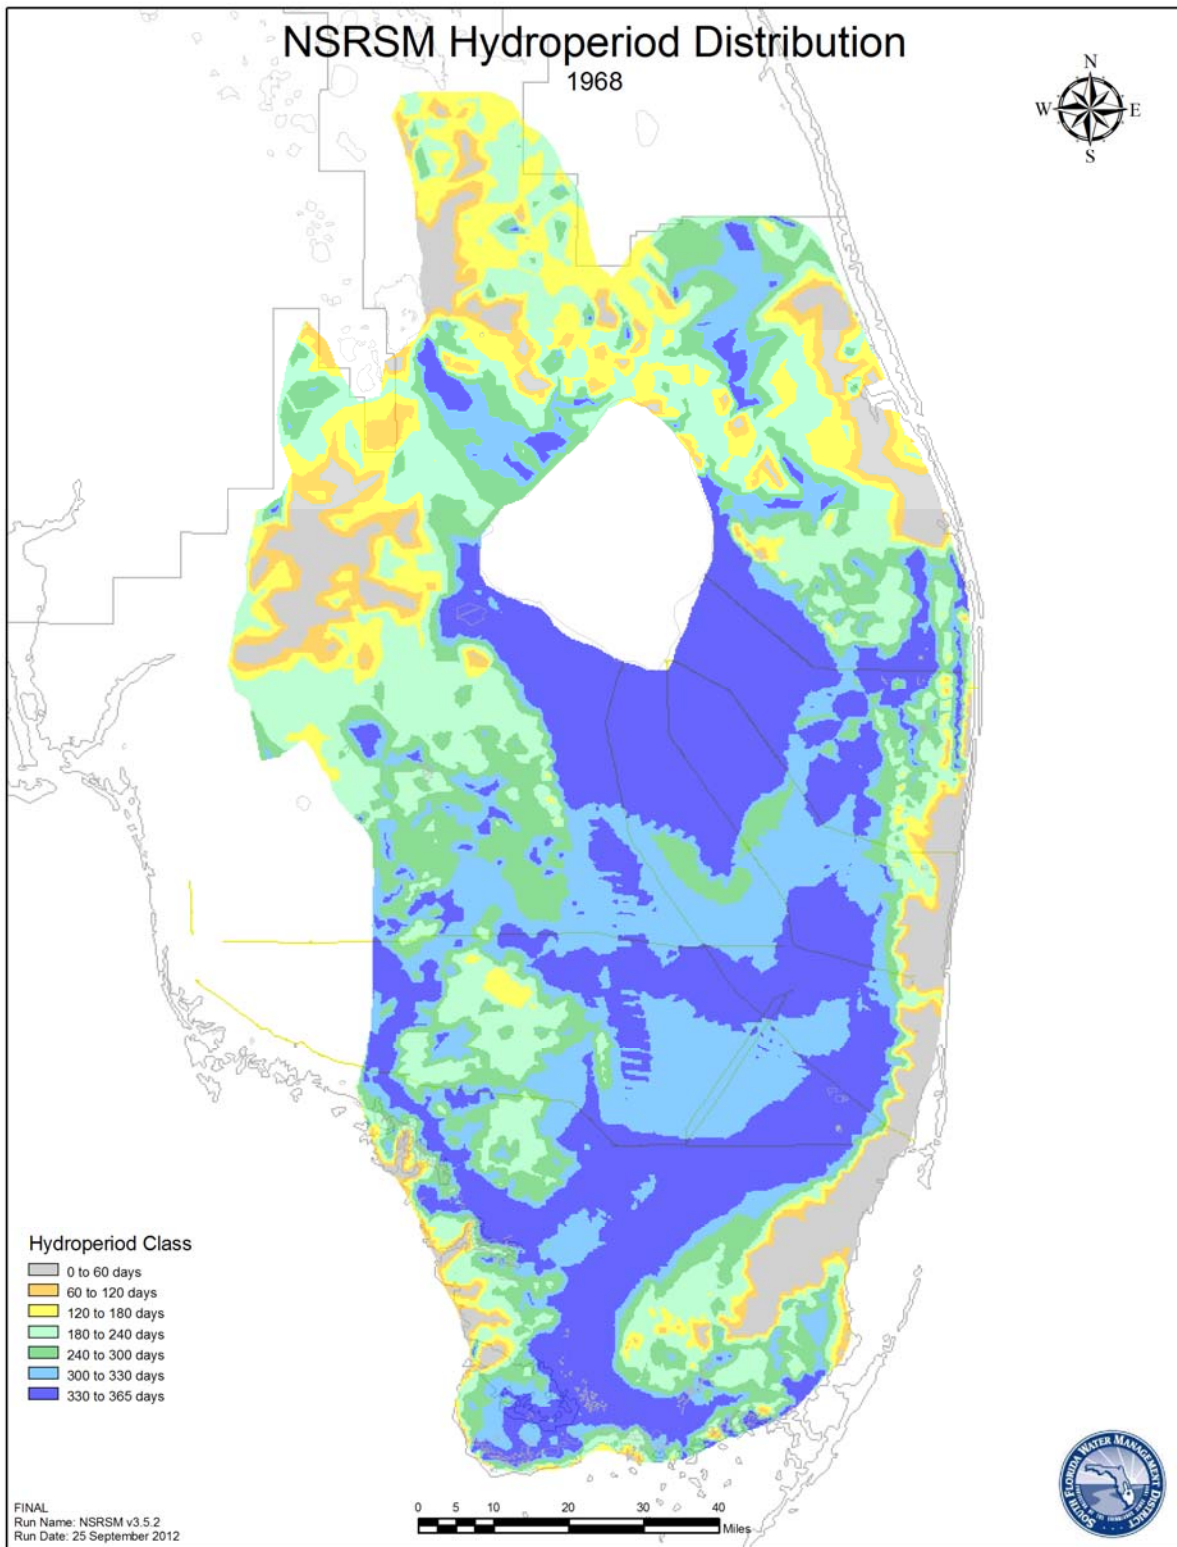 NSRSM Hydroperiod Distribution
1968
N
W
E
S
Hydroperiod Class
0 to 60 days
60 to 120 days
120 to 180 days
180 to 240 days
240 to 300 days
300 to 330 days
330 to 365 days
FINAL
Run Name: NSRSM v3.5.2
Run Date: 25 September 2012
0 5 10 20 30 40
Miles
SOUTH FLORIDA WATER MANAGEMENT DISTRICT